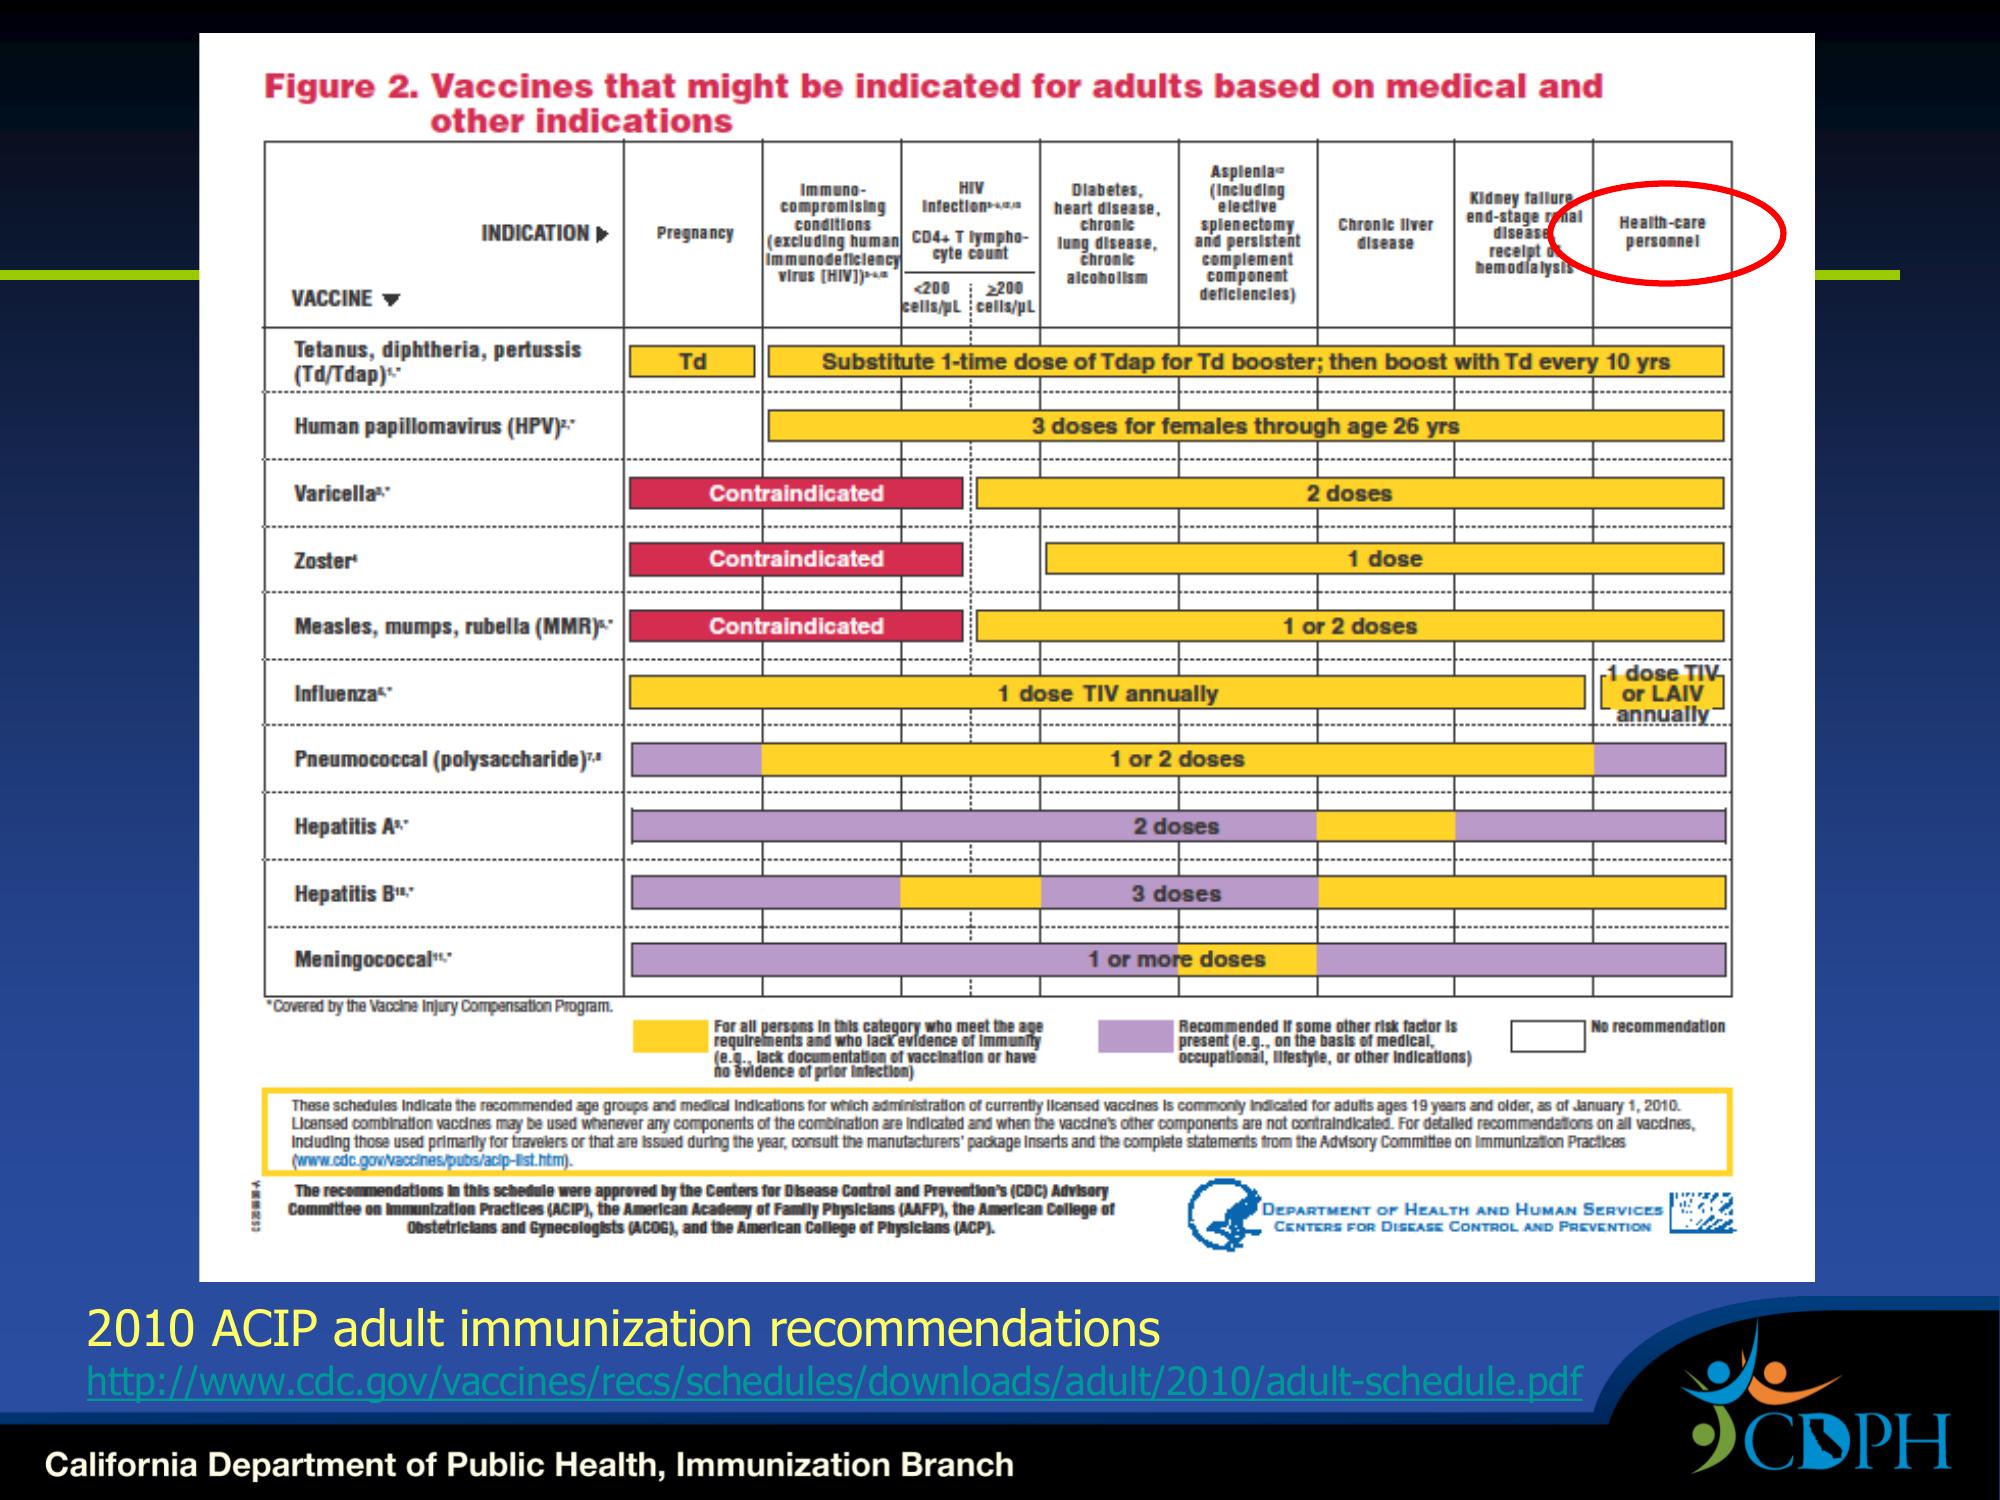 Figure 2. Vaccines that might be indicated for adults based on medical and
other indications
INDICATION ▶
VACCINE ▼
Pregnancy
Immuno-
compromising
conditions
(excluding human
immunodeficiency
virus [HIV])
HIV
infection
CD4+ T lympho-
cyte count
<200
cells/µL
≥200
cells/µL
Diabetes,
heart disease,
chronic
lung disease,
chronic
alcoholism
Asplenia
(including
elective
splenectomy
and persistent
complement
component
deficiencies)
Chronic liver
disease
Kidney failure,
end-stage renal
disease,
receipt of
hemodialysis
Health-care
personnel
Tetanus, diphtheria, pertussis
(Td/Tdap)1,*
Td
Substitute 1-time dose of Tdap for Td booster; then boost with Td every 10 yrs
Human papillomavirus (HPV)2,*
3 doses for females through age 26 yrs
Varicella3,*
Contraindicated
2 doses
Zoster4
Contraindicated
1 dose
Measles, mumps, rubella (MMR)5,*
Contraindicated
1 or 2 doses
Influenza6,*
1 dose TIV annually
1 dose TIV
or LAIV
annually
Pneumococcal (polysaccharide)7,8
1 or 2 doses
Hepatitis A9,*
2 doses
Hepatitis B10,*
3 doses
Meningococcal11,*
1 or more doses
*Covered by the Vaccine Injury Compensation Program.
For all persons in this category who meet the age
requirements and who lack evidence of immunity
(e.g., lack documentation of vaccination or have
no evidence of prior infection)
Recommended if some other risk factor is
present (e.g., on the basis of medical,
occupational, lifestyle, or other indications)
No recommendation
These schedules indicate the recommended age groups and medical indications for which administration of currently licensed vaccines is commonly indicated for adults ages 19 years and older, as of January 1, 2010.
Licensed combination vaccines may be used whenever any components of the combination are indicated and when the vaccine's other components are not contraindicated. For detailed recommendations on all vaccines,
including those used primarily for travelers or that are issued during the year, consult the manufacturers' package inserts and the complete statements from the Advisory Committee on Immunization Practices
(www.cdc.gov/vaccines/pubs/acip-list.htm).
The recommendations in this schedule were approved by the Centers for Disease Control and Prevention's (CDC) Advisory
Committee on Immunization Practices (ACIP), the American Academy of Family Physicians (AAFP), the American College of
Obstetricians and Gynecologists (ACOG), and the American College of Physicians (ACP).
DEPARTMENT OF HEALTH AND HUMAN SERVICES
CENTERS FOR DISEASE CONTROL AND PREVENTION
2010 ACIP adult immunization recommendations
http://www.cdc.gov/vaccines/recs/schedules/downloads/adult/2010/adult-schedule.pdf
California Department of Public Health, Immunization Branch
CDPH